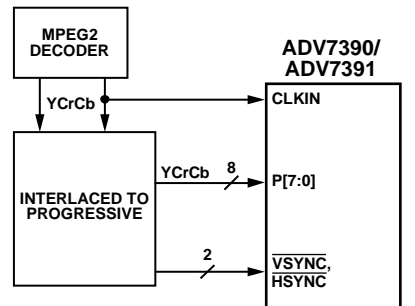 MPEG2
DECODER
ADV7390/
ADV7391
YCrCb
CLKIN
INTERLACED TO
PROGRESSIVE
YCrCb
8
P[7:0]
2
VSYNC,
HSYNC